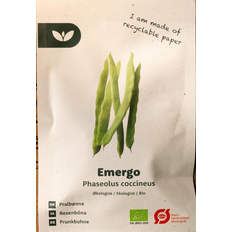 I am made of
recyclable paper
Emergo
Phaseolus coccineus
Økologisk / Ekologisk / Bio
Pralbønne
Rosenböna
Prunkbohne